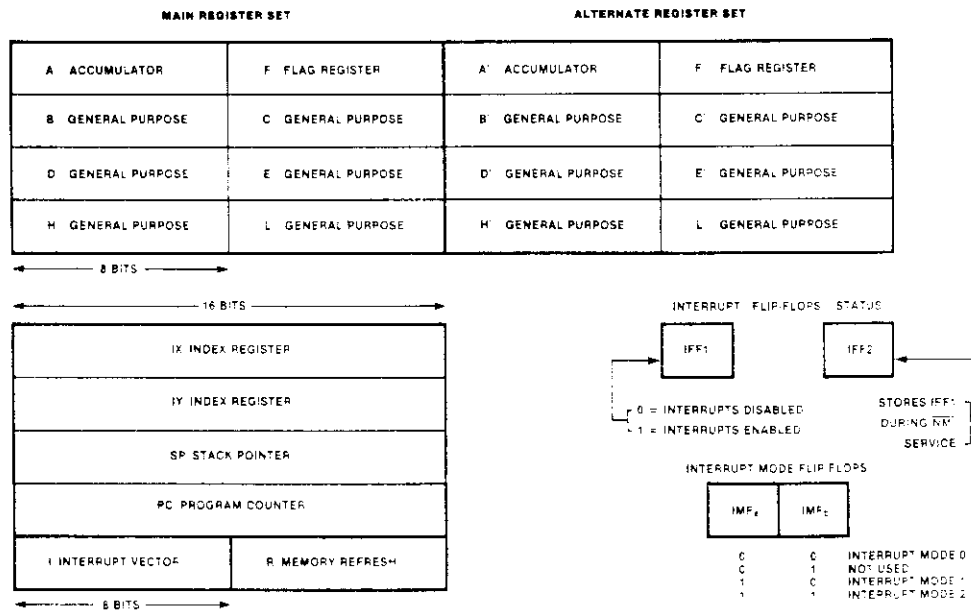 MAIN REGISTER SET
ALTERNATE REGISTER SET
A ACCUMULATOR
F FLAG REGISTER
A' ACCUMULATOR
F FLAG REGISTER
B GENERAL PURPOSE
C GENERAL PURPOSE
B' GENERAL PURPOSE
C' GENERAL PURPOSE
D GENERAL PURPOSE
E GENERAL PURPOSE
D' GENERAL PURPOSE
E' GENERAL PURPOSE
H GENERAL PURPOSE
L GENERAL PURPOSE
H' GENERAL PURPOSE
L GENERAL PURPOSE
8 BITS
16 BITS
IX INDEX REGISTER
IY INDEX REGISTER
SP STACK POINTER
PC PROGRAM COUNTER
I INTERRUPT VECTOR
R MEMORY REFRESH
8 BITS
INTERRUPT FLIP-FLOPS STATUS
IFF1
IFF2
0 = INTERRUPTS DISABLED
1 = INTERRUPTS ENABLED
STORES IFF1
DURING NMI
SERVICE
INTERRUPT MODE FLIP FLOPS
IMFa
IMFb
0 0 INTERRUPT MODE 0
0 1 NOT USED
1 0 INTERRUPT MODE 1
1 1 INTERRUPT MODE 2